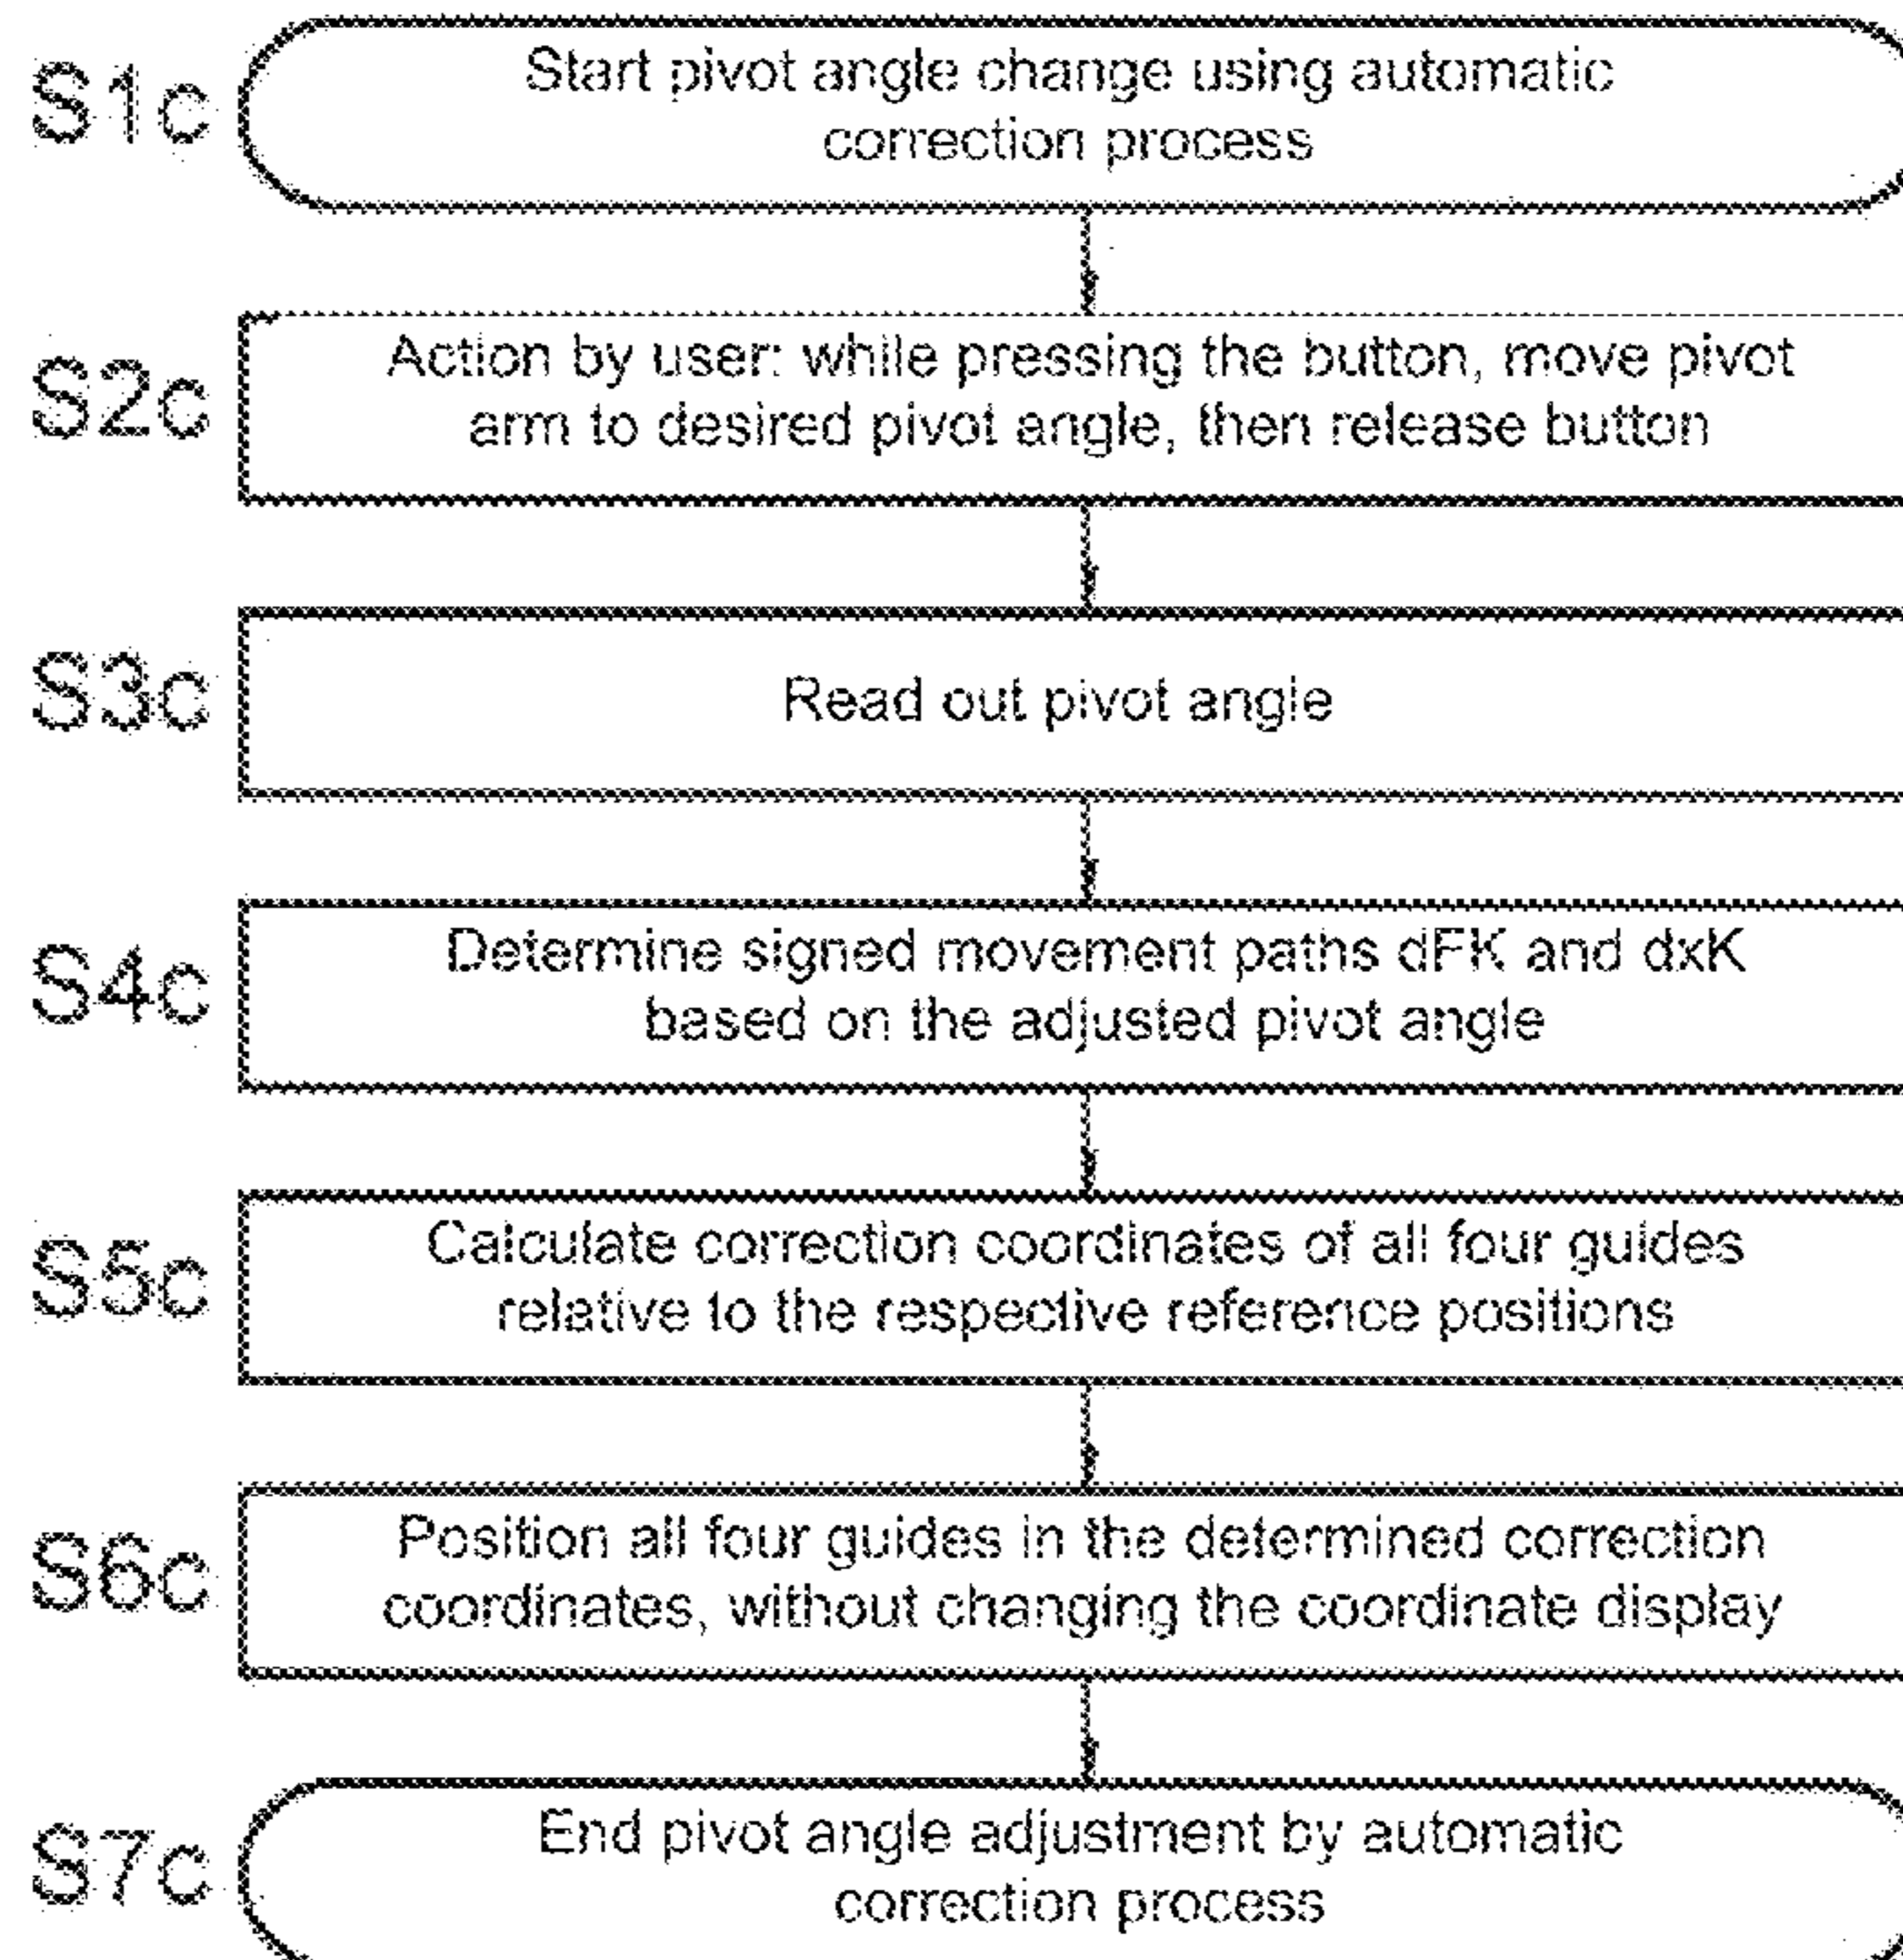 S1c
Start pivot angle change using automatic
correction process
S2c
Action by user: while pressing the button, move pivot
arm to desired pivot angle, then release button
S3c
Read out pivot angle
S4c
Determine signed movement paths dFK and dxK
based on the adjusted pivot angle
S5c
Calculate correction coordinates of all four guides
relative to the respective reference positions
S6c
Position all four guides in the determined correction
coordinates, without changing the coordinate display
S7c
End pivot angle adjustment by automatic
correction process